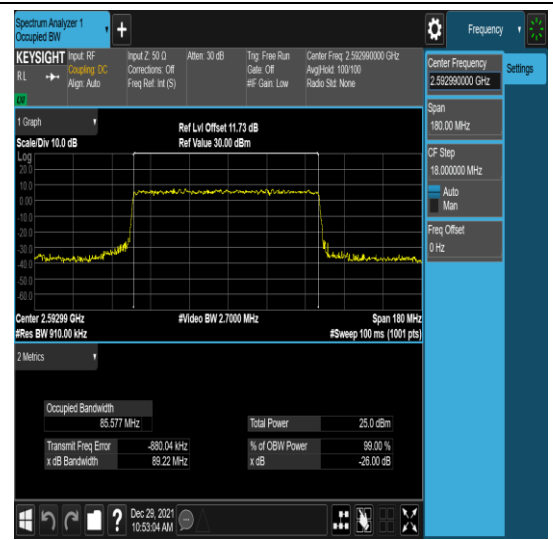 Spectrum Analyzer 1
Occupied BW
Frequency
KEYSIGHT
R L
Input: RF
Coupling: DC
Align: Auto
Input Z: 50 Ω
Corrections: Off
Freq Ref: Int (S)
Atten: 30 dB
Trig: Free Run
Gate: Off
#IF Gain: Low
Center Freq: 2.592990000 GHz
Avg|Hold: 100/100
Radio Std: None
Center Frequency
2.592990000 GHz
Settings
Span
180.00 MHz
CF Step
18.000000 MHz
Auto
Man
Freq Offset
0 Hz
1 Graph
Scale/Div 10.0 dB
Ref Lvl Offset 11.73 dB
Ref Value 30.00 dBm
Log
20.0
10.0
0.00
-10.0
-20.0
-30.0
-40.0
-50.0
-60.0
Center 2.59299 GHz
#Video BW 2.7000 MHz
Span 180 MHz
#Res BW 910.00 kHz
#Sweep 100 ms (1001 pts)
2 Metrics
Occupied Bandwidth
85.577 MHz
Total Power 25.0 dBm
Transmit Freq Error -880.04 kHz
% of OBW Power 99.00 %
x dB Bandwidth 89.22 MHz
x dB -26.00 dB
?
Dec 29, 2021
10:53:04 AM